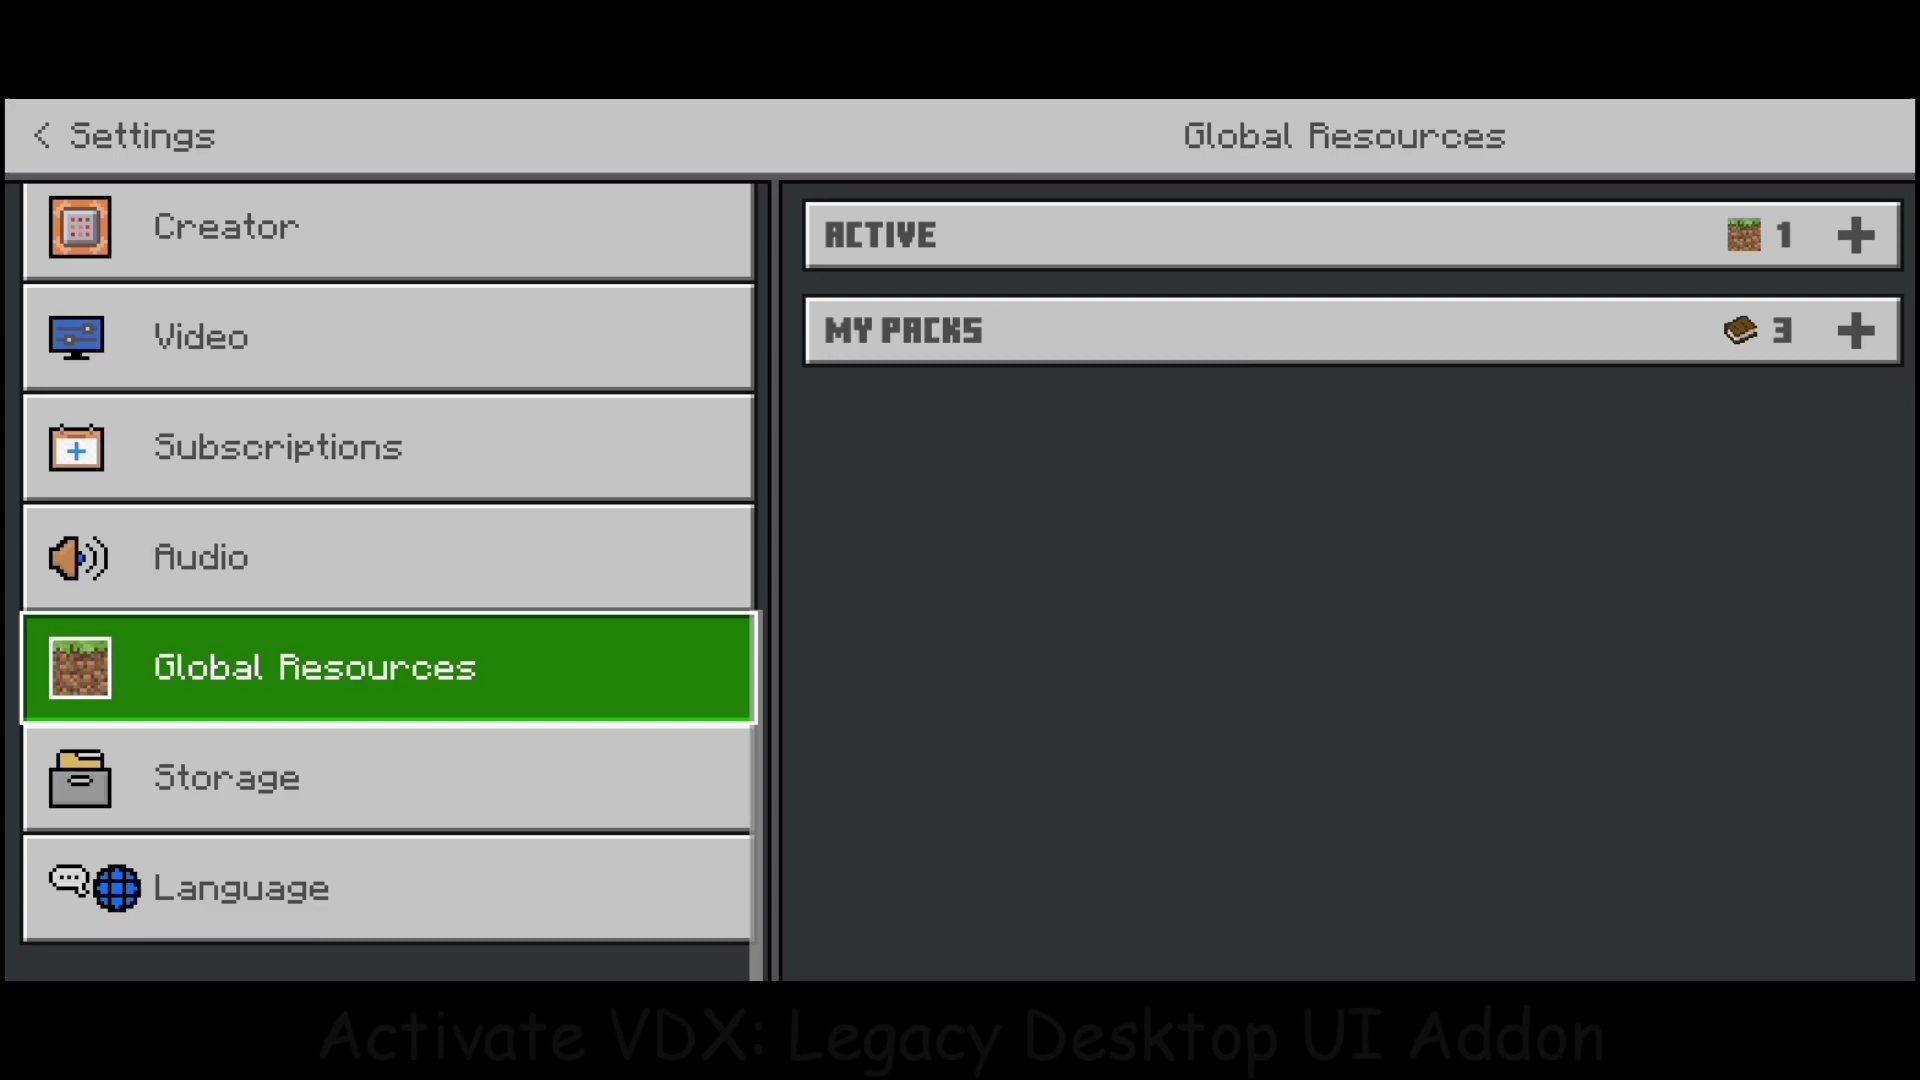 < Settings
Global Resources
Creator
Video
Subscriptions
Audio
Global Resources
Storage
Language
ACTIVE
1
MY PACKS
3
Activate VDX: Legacy Desktop UI Addon